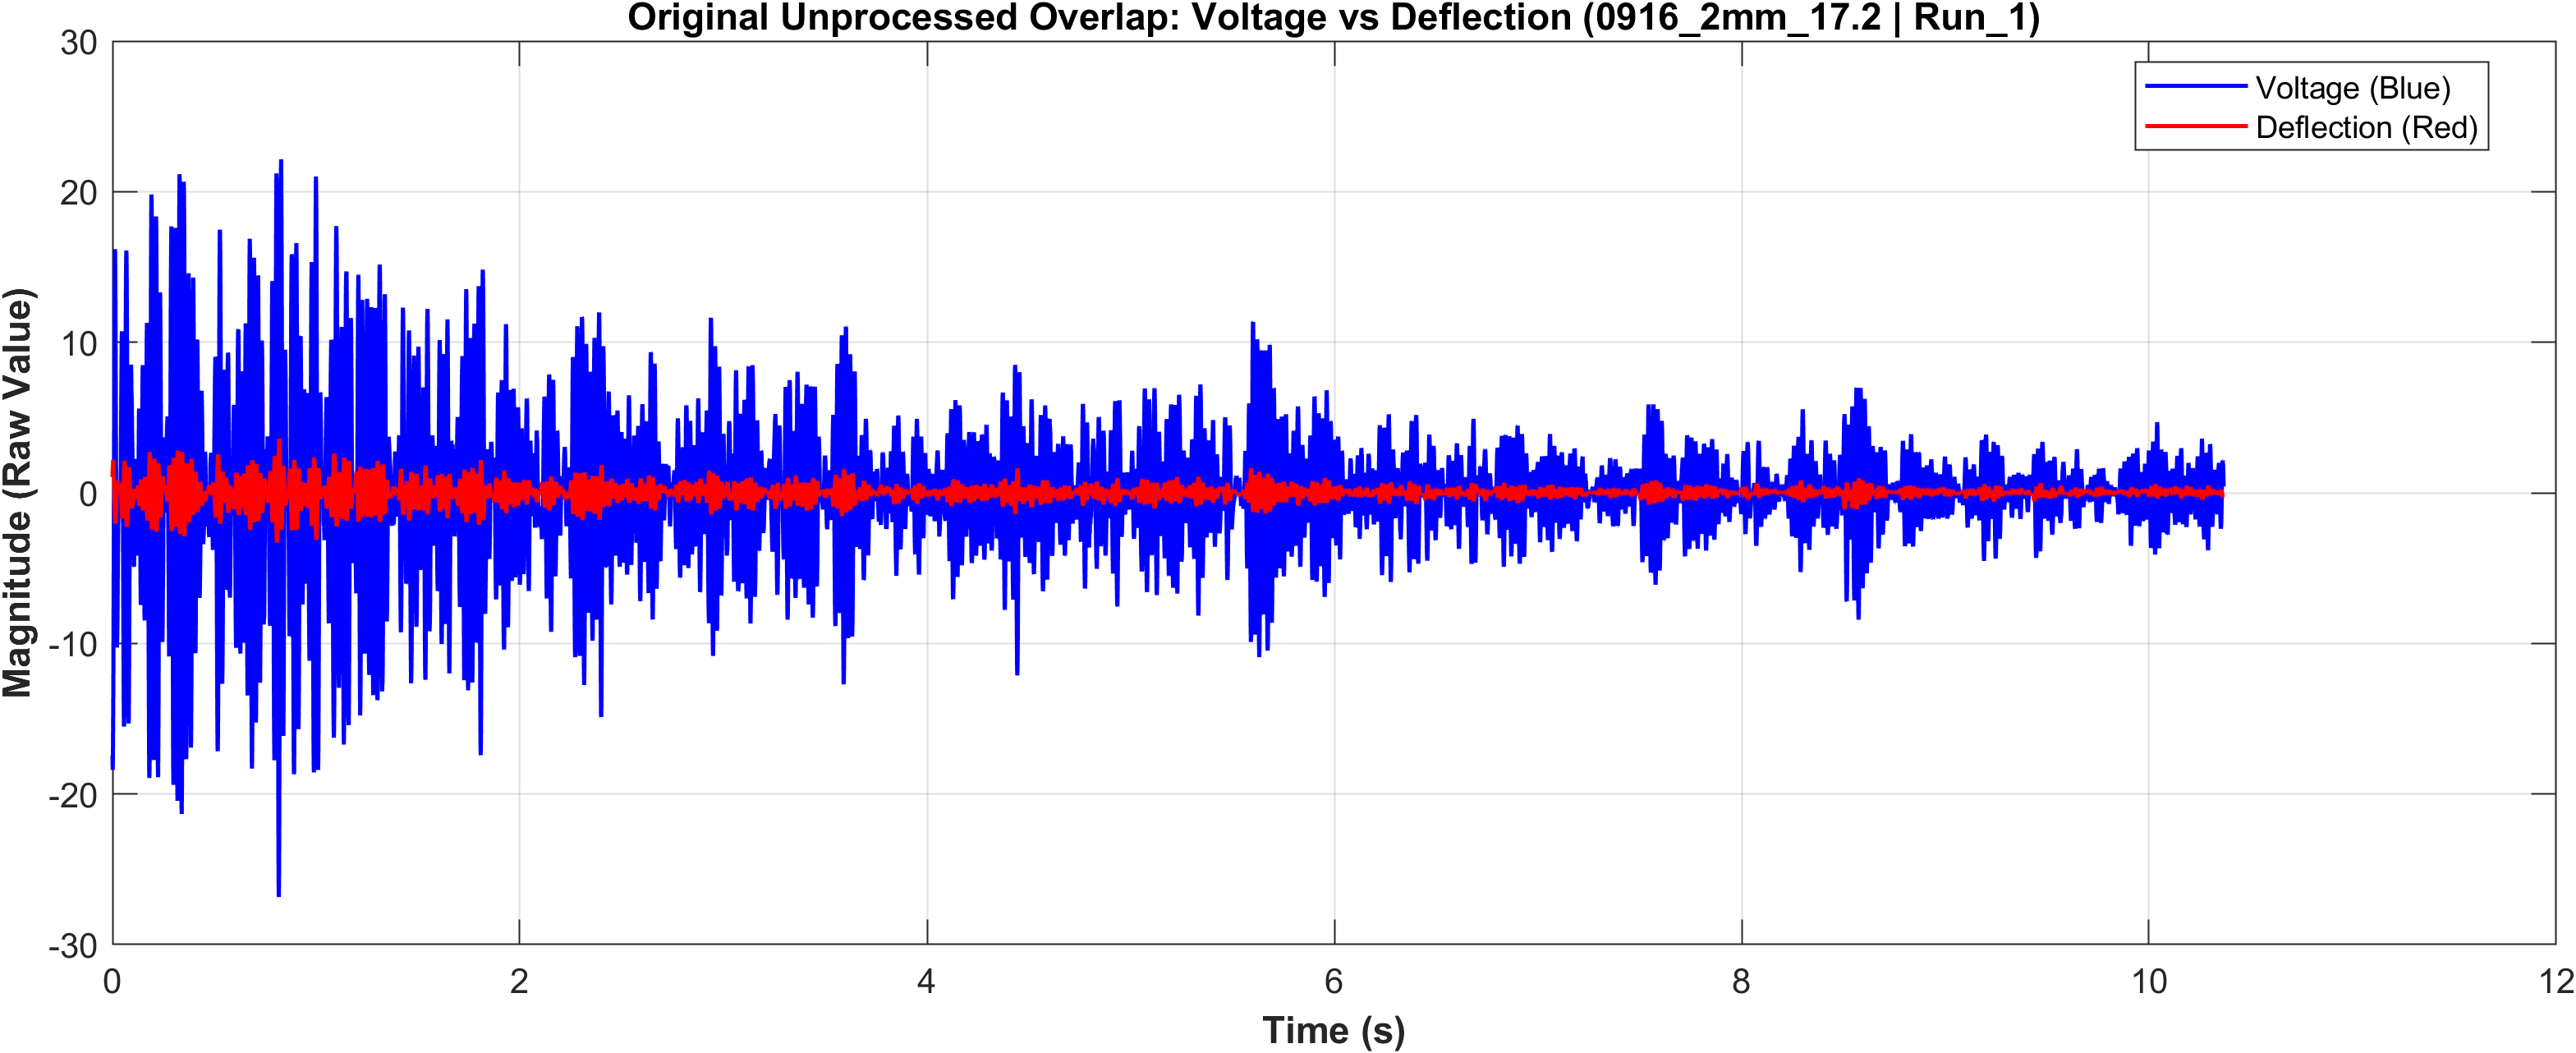 Original Unprocessed Overlap: Voltage vs Deflection (0916_2mm_17.2 | Run_1)
Voltage (Blue)
Deflection (Red)
Magnitude (Raw Value)
30
20
10
0
-10
-20
-30
0
2
4
6
8
10
12
Time (s)